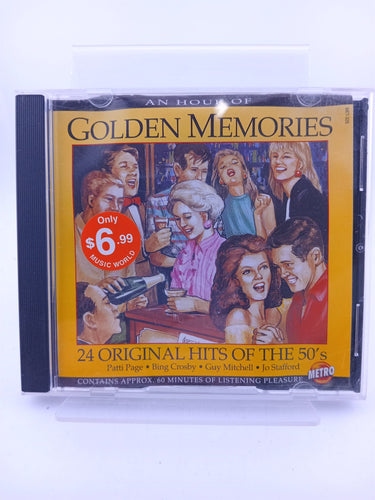 AN HOUR OF
GOLDEN MEMORIES
Only
$6.99
MUSIC WORLD
24 ORIGINAL HITS OF THE 50's
Patti Page • Bing Crosby • Guy Mitchell • Jo Stafford
CONTAINS APPROX. 60 MINUTES OF LISTENING PLEASURE
METRO